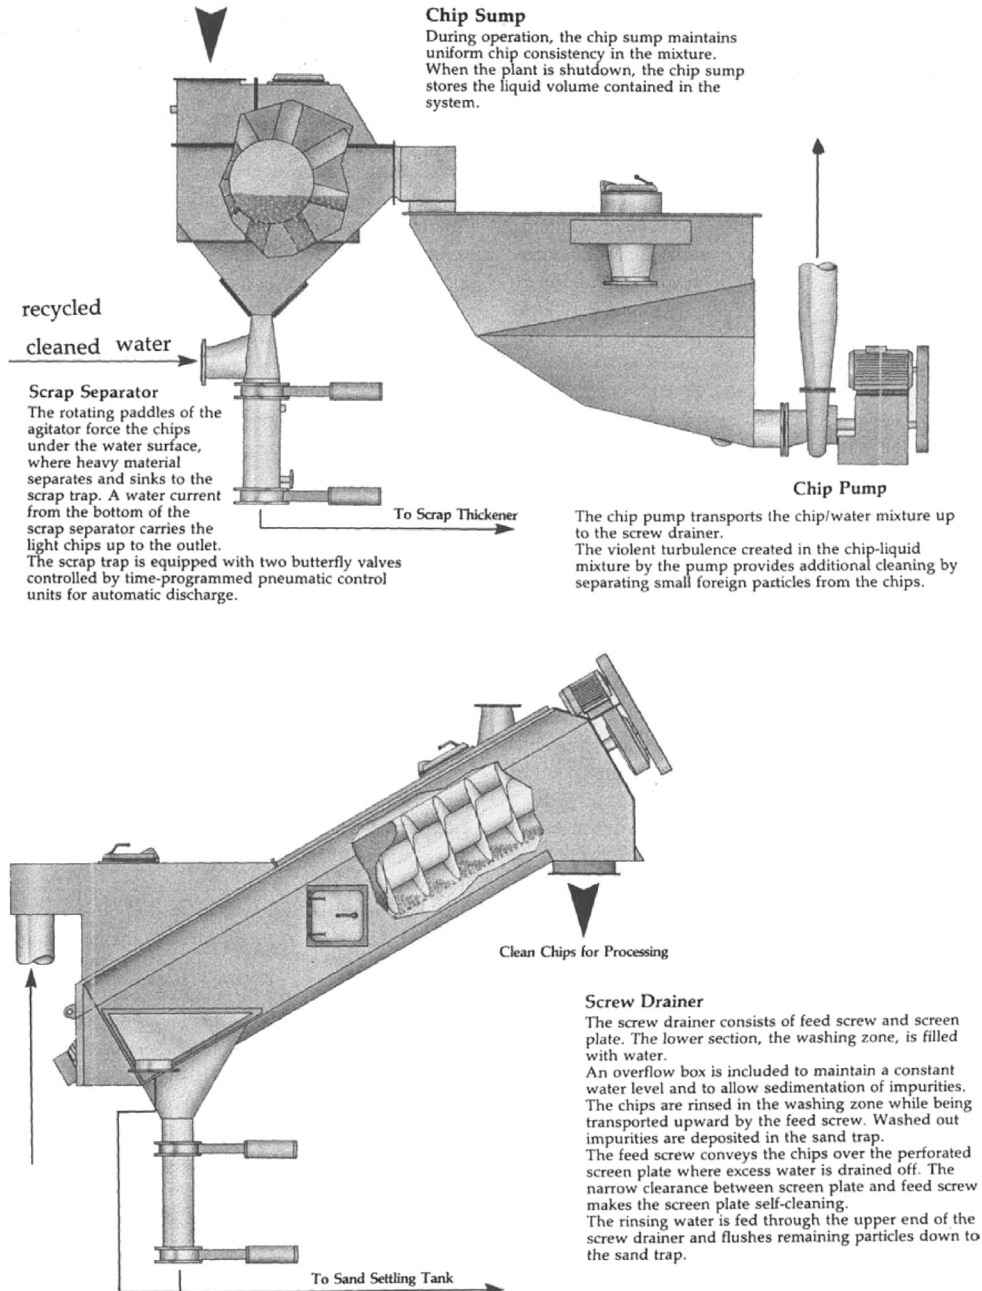 Chip Sump
During operation, the chip sump maintains
uniform chip consistency in the mixture.
When the plant is shutdown, the chip sump
stores the liquid volume contained in the
system.
recycled
cleaned water
Scrap Separator
The rotating paddles of the
agitator force the chips
under the water surface,
where heavy material
separates and sinks to the
scrap trap. A water current
from the bottom of the
scrap separator carries the
light chips up to the outlet.
The scrap trap is equipped with two butterfly valves
controlled by time-programmed pneumatic control
units for automatic discharge.
To Scrap Thickener
Chip Pump
The chip pump transports the chip/water mixture up
to the screw drainer.
The violent turbulence created in the chip-liquid
mixture by the pump provides additional cleaning by
separating small foreign particles from the chips.
Clean Chips for Processing
Screw Drainer
The screw drainer consists of feed screw and screen
plate. The lower section, the washing zone, is filled
with water.
An overflow box is included to maintain a constant
water level and to allow sedimentation of impurities.
The chips are rinsed in the washing zone while being
transported upward by the feed screw. Washed out
impurities are deposited in the sand trap.
The feed screw conveys the chips over the perforated
screen plate where excess water is drained off. The
narrow clearance between screen plate and feed screw
makes the screen plate self-cleaning.
The rinsing water is fed through the upper end of the
screw drainer and flushes remaining particles down to
the sand trap.
To Sand Settling Tank